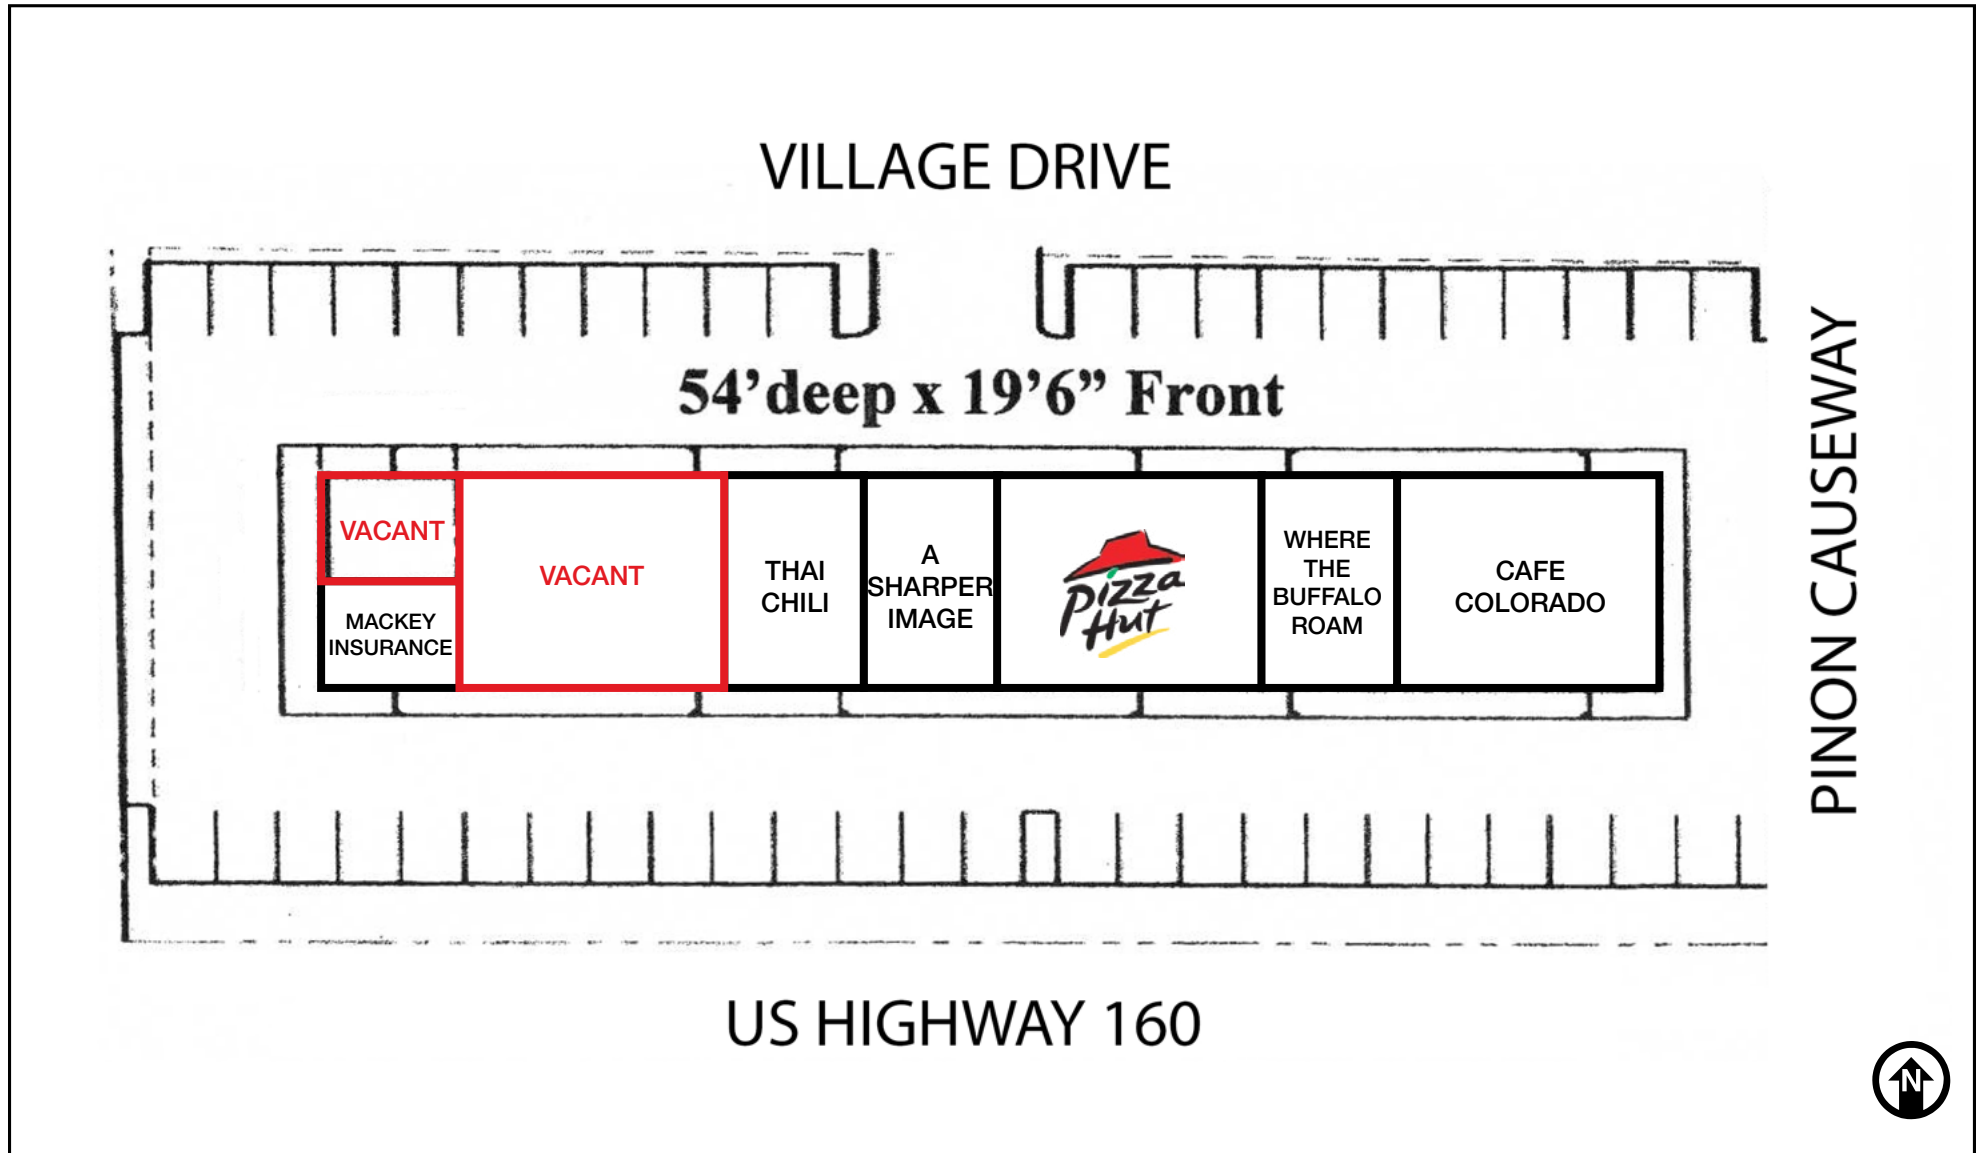 VILLAGE DRIVE
54’deep x 19’6” Front
VACANT
MACKEY
INSURANCE
VACANT
THAI
CHILI
A
SHARPER
IMAGE
Pizza
Hut
WHERE
THE
BUFFALO
ROAM
CAFE
COLORADO
PINON CAUSEWAY
US HIGHWAY 160
N